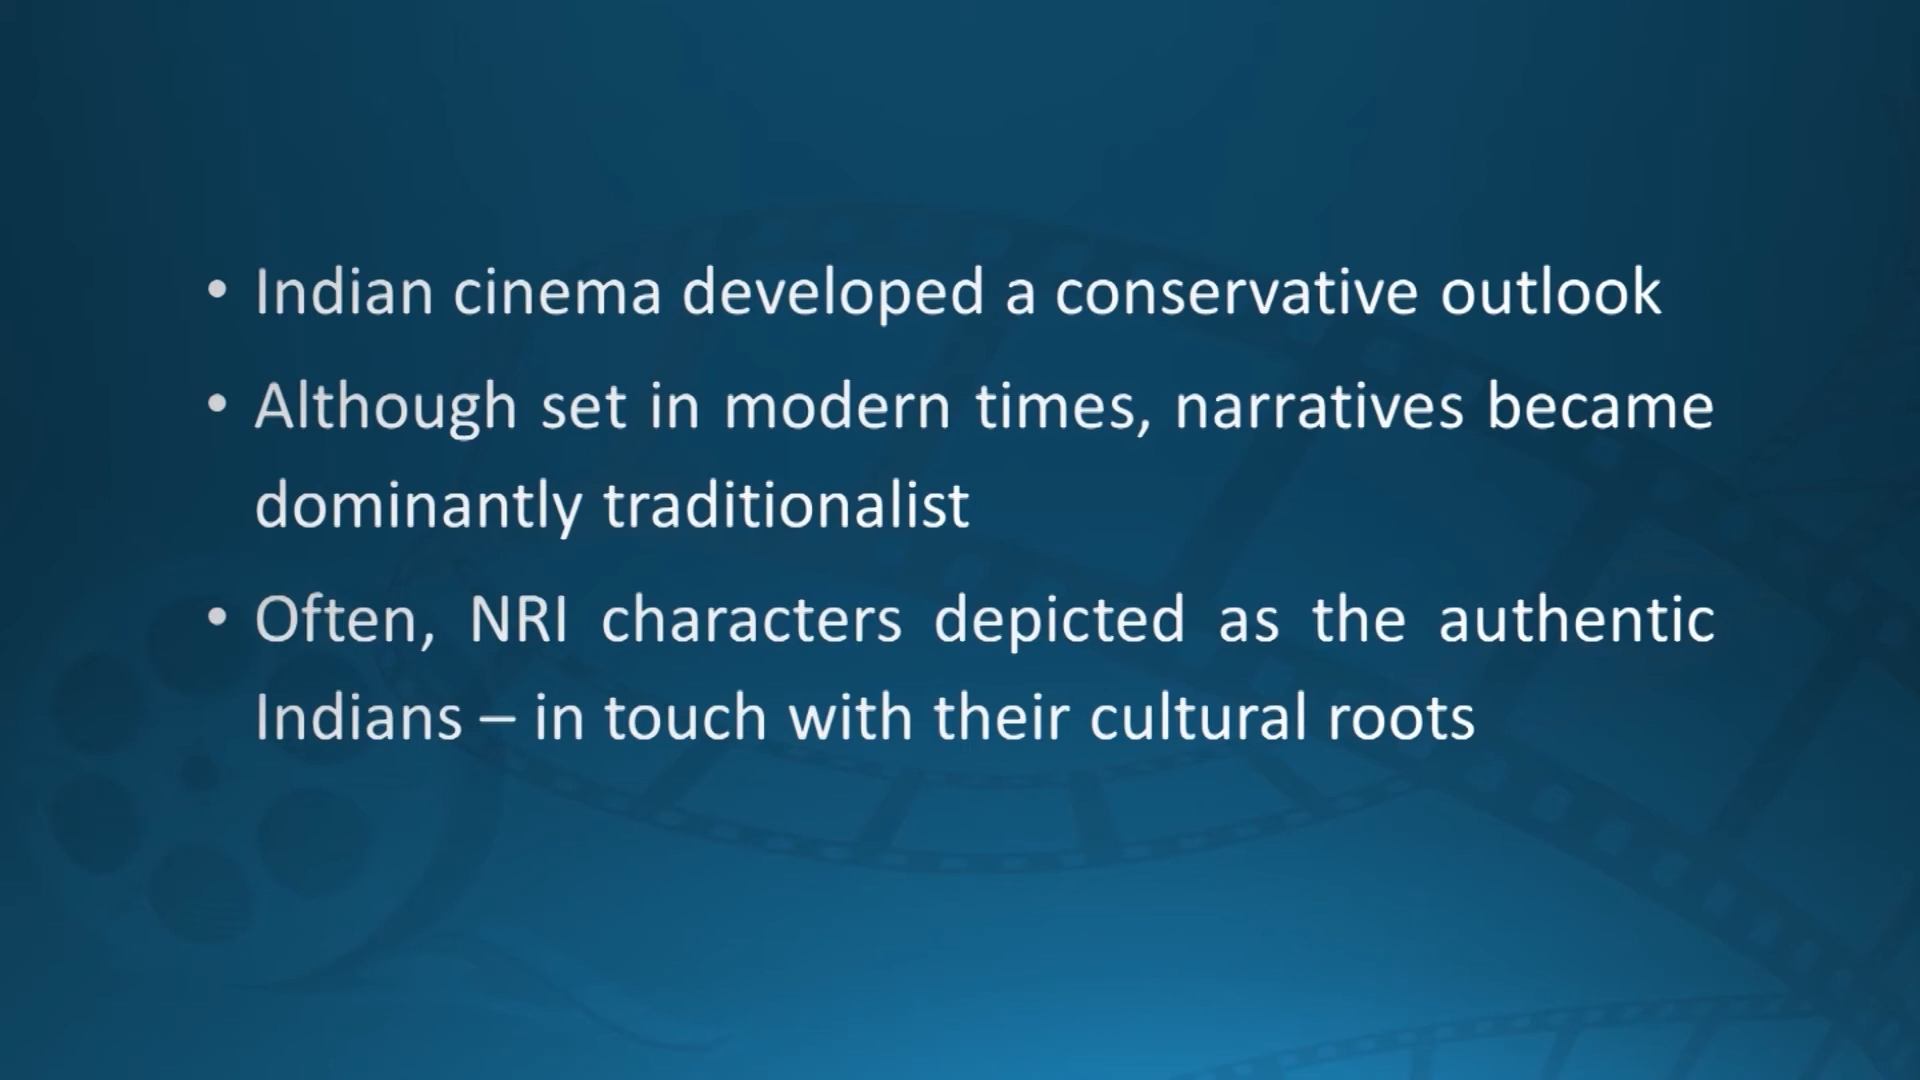 • Indian cinema developed a conservative outlook
• Although set in modern times, narratives became
dominantly traditionalist
• Often, NRI characters depicted as the authentic
Indians – in touch with their cultural roots